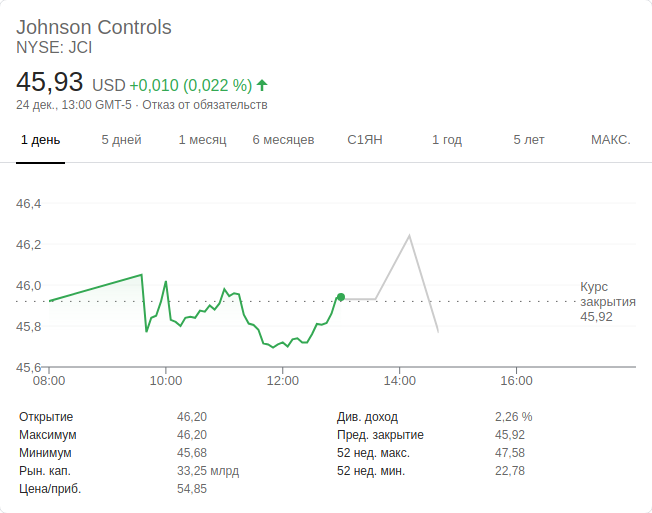 Johnson Controls
NYSE: JCI
45,93 USD +0,010 (0,022 %)
24 дек., 13:00 GMT-5 · Отказ от обязательств
1 день 5 дней 1 месяц 6 месяцев С1ЯН 1 год 5 лет МАКС.
46,4
46,2
46,0
45,8
45,6
Курс
закрытия
45,92
08:00 10:00 12:00 14:00 16:00
Открытие 46,20 Див. доход 2,26 %
Максимум 46,20 Пред. закрытие 45,92
Минимум 45,68 52 нед. макс. 47,58
Рын. кап. 33,25 млрд 52 нед. мин. 22,78
Цена/приб. 54,85